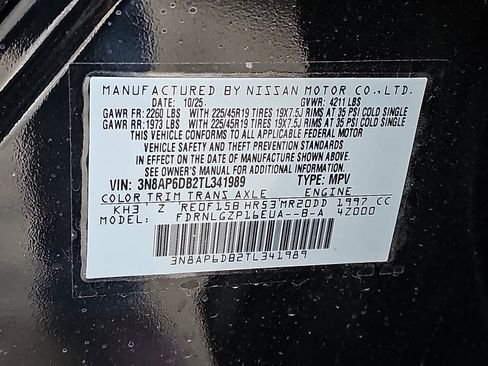 MANUFACTURED BY NISSAN MOTOR CO., LTD.
DATE: 10/25 GVWR: 4211 LBS
GAWR FR: 2260 LBS WITH 225/45R19 TIRES 19X7.5J RIMS AT 35 PSI COLD SINGLE
GAWR RR: 1973 LBS WITH 225/45R19 TIRES 19X7.5J RIMS AT 35 PSI COLD SINGLE
THIS VEHICLE CONFORMS TO ALL APPLICABLE FEDERAL MOTOR
VEHICLE SAFETY AND THEFT PREVENTION STANDARDS
IN EFFECT ON THE DATE OF MANUFACTURE SHOWN ABOVE.
SEE OWNER'S MANUAL FOR ADDITIONAL INFORMATION.
VIN: 3N8AP6DB2TL341989 TYPE: MPV
COLOR TRIM TRANS AXLE ENGINE
KH3 Z RE0F15B HR53 MR20DD 1997 CC
MODEL: FDRNLGZP16EUA--B-A 4Z000
3N8AP6DB2TL341989